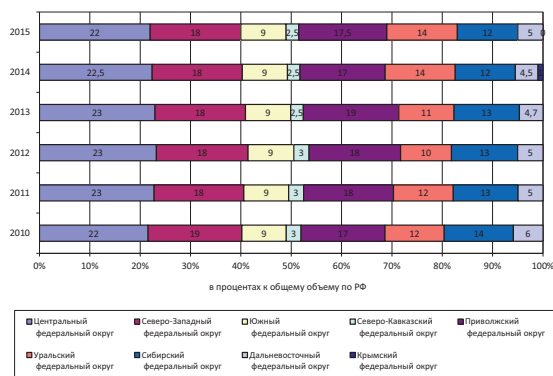 2015 22 18 9 2,5 17,5 14 12 5 0
2014 22,5 18 9 2,5 17 14 12 4,5 1
2013 23 18 9 2,5 19 11 13 4,7
2012 23 18 9 3 18 10 13 5
2011 23 18 9 3 18 12 13 5
2010 22 19 9 3 17 12 14 6
0% 10% 20% 30% 40% 50% 60% 70% 80% 90% 100%
в процентах к общему объему по РФ
Центральный Северо-Западный Южный Северо-Кавказский Приволжский
федеральный округ федеральный округ федеральный округ федеральный округ федеральный округ
Уральский Сибирский Дальневосточный Крымский
федеральный округ федеральный округ федеральный округ федеральный округ